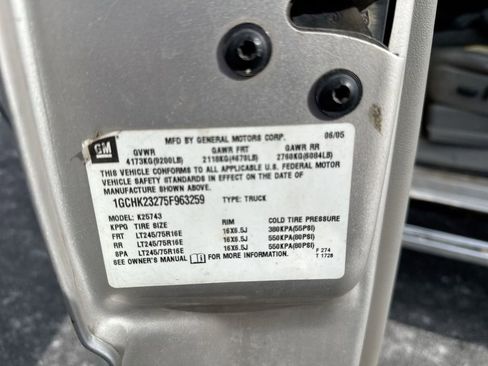 GM
MFD BY GENERAL MOTORS CORP. 06/05
GVWR GAWR FRT GAWR RR
4173KG(9200LB) 2118KG(4670LB) 2760KG(6084LB)
THIS VEHICLE CONFORMS TO ALL APPLICABLE U.S. FEDERAL MOTOR
VEHICLE SAFETY STANDARDS IN EFFECT ON THE DATE OF
MANUFACTURE SHOWN ABOVE.
1GCHK23275F963259 TYPE: TRUCK
MODEL: K25743
KPPG TIRE SIZE RIM COLD TIRE PRESSURE
FRT LT245/75R16E 16X6.5J 380KPA(55PSI)
RR LT245/75R16E 16X6.5J 550KPA(80PSI)
SPA LT245/75R16E 16X6.5J 550KPA(80PSI)
SEE OWNER'S MANUAL FOR MORE INFORMATION. F 274
T 1728